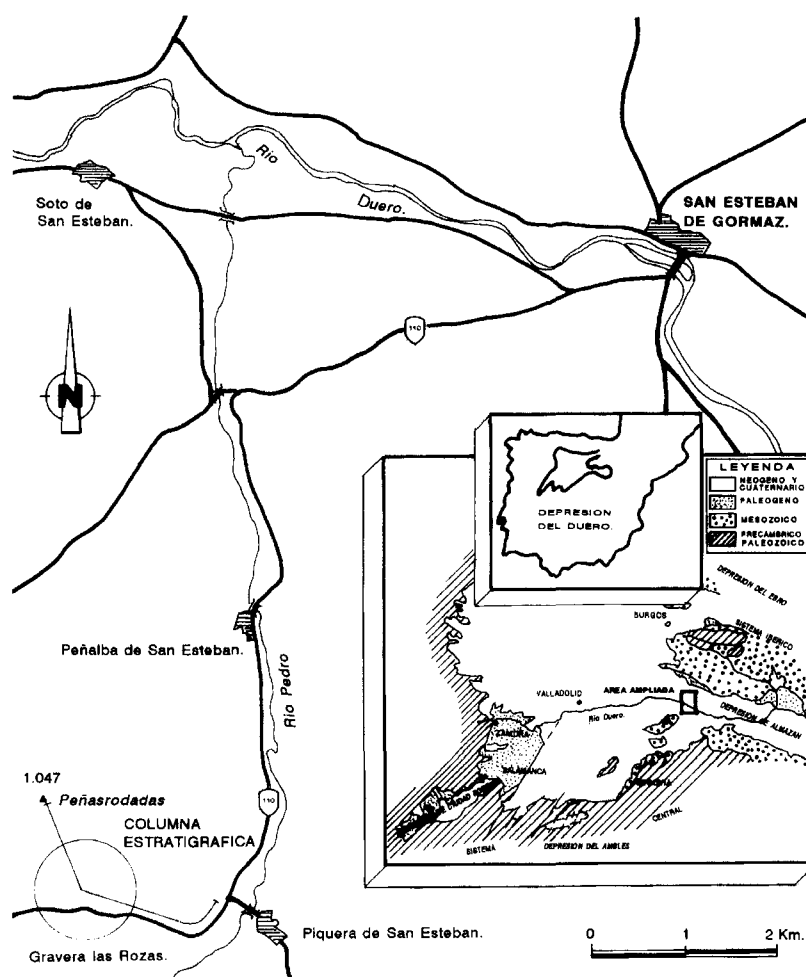 Rio
Duero.
Soto de
San Esteban.
SAN ESTEBAN
DE GORMAZ.
110
N
LEYENDA
NEOGENO Y
CUATERNARIO
PALEOGENO
MESOZOICO
PRECAMBRICO
PALEOZOICO
DEPRESION
DEL DUERO.
DEPRESION DEL EBRO
BURGOS
SISTEMA IBERICO
VALLADOLID
AREA AMPLIADA
Rio Duero.
DEPRESION DE ALMAZAN
ZAMORA
SALAMANCA
DE CIUDAD
CENTRAL
SISTEMA
DEPRESION DEL AMBLES
Peñalba de San Esteban.
Rio Pedro
1.047
Peñasrodadas
COLUMNA
ESTRATIGRAFICA
110
Gravera las Rozas.
Piquera de San Esteban.
0 1 2 Km.